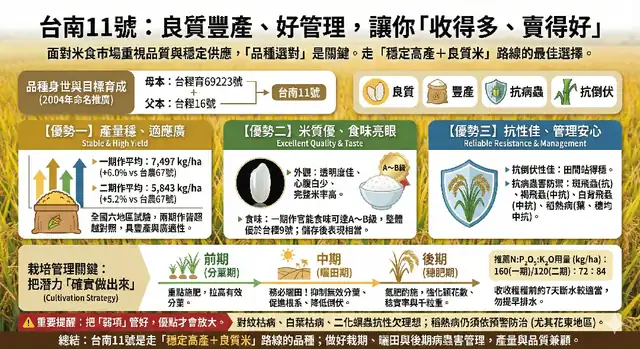 台南11號：良質豐產、好管理，讓你「收得多、賣得好」
面對米食市場重視品質與穩定供應，「品種選對」是關鍵。走「穩定高產＋良質米」路線的最佳選擇。
品種身世與目標育成
(2004年命名推廣)
母本：台稉育69223號
+
父本：台稉16號
台南11號
良質
豐產
抗病蟲
抗倒伏
【優勢一】產量穩、適應廣
Stable & High Yield
一期作平均：7,497 kg/ha
(+6.0% vs 台農67號)
二期作平均：5,843 kg/ha
(+5.2% vs 台農67號)
全國六地區試驗，兩期作皆超
越對照，具豐產與廣適性。
【優勢二】米質優、食味亮眼
Excellent Quality & Taste
外觀：透明度佳、
心腹白少、
完整米率高。
A～B級
食味：一期作官能食味可達A～B級，整體
優於台稉9號；儲存後表現相當。
【優勢三】抗性佳、管理安心
Reliable Resistance & Management
抗倒伏性佳：田間站得穩。
抗病蟲害防禦：斑飛蝨(抗)
、褐飛蝨(中抗)、白背飛蝨
(中抗)、稻熱病(葉、穗均
中抗)。
栽培管理關鍵：
把潛力「確實做出來」
(Cultivation Strategy)
前期
(分蘗期)
重點施肥，拉高有效
分蘗。
中期
(曬田期)
務必曬田！抑制無效分蘗、
促進根系、降低倒伏。
後期
(穗肥期)
氮肥酌施，強化穎花數、
稔實率與千粒重。
推薦N:P₂O₅:K₂O用量 (kg/ha)：
160(一期)/120(二期)：72：84
收收穫種前約7天斷水較適當，
勿提早排水。
重要提醒：把「弱項」管好，優點才會放大。
對紋枯病、白葉枯病、二化螟蟲抗性欠理想；稻熱病仍須依預警防治 (尤其花東地區)。
總結：台南11號是走「穩定高產＋良質米」路線的品種；做好栽期、曬田與後期病蟲害管理，產量與品質兼顧。